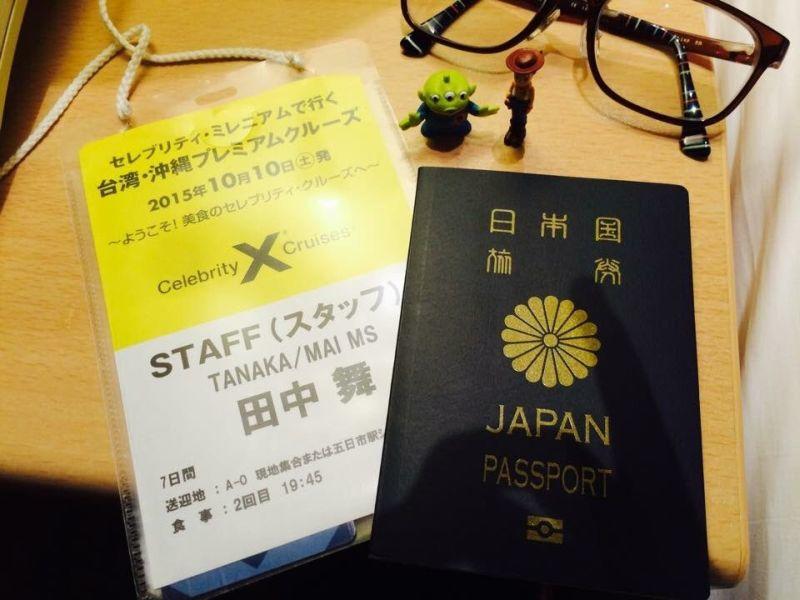 セレブリティ・ミレニアムで行く
台湾・沖縄プレミアムクルーズ
2015年10月10日㊏発
～ようこそ!美食のセレブリティ・クルーズへ～
Celebrity X Cruises®
STAFF(スタッフ)
TANAKA/MAI MS
田中 舞
7日間
送迎地 : A-0 現地集合または五日市駅
食 事 : 2回目 19:45
日本国
旅券
JAPAN
PASSPORT